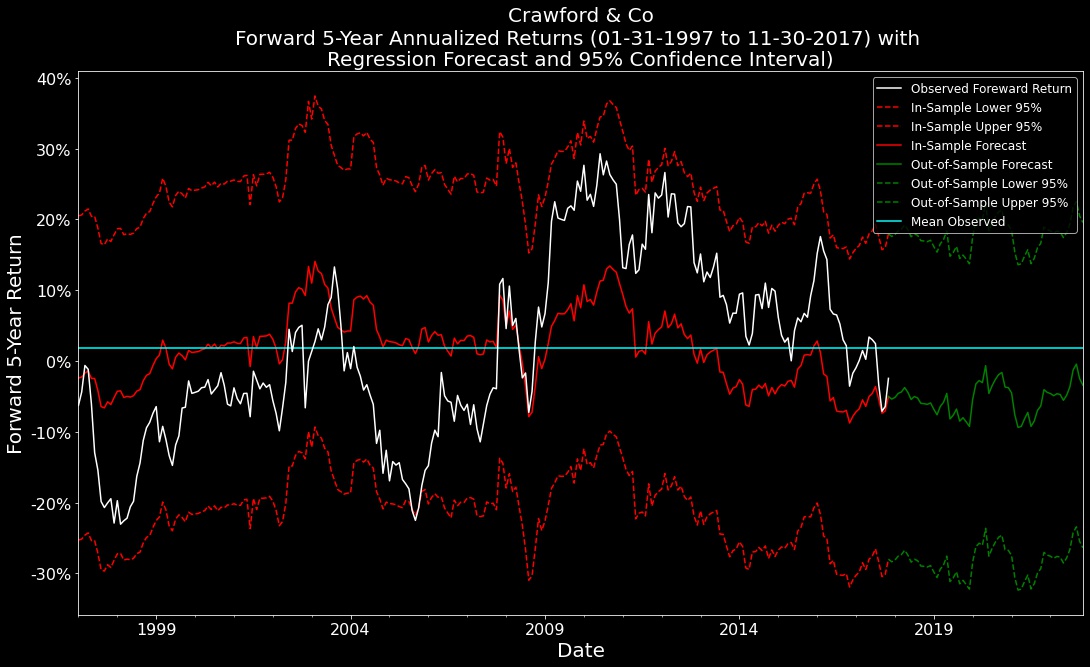 Crawford & Co
Forward 5-Year Annualized Returns (01-31-1997 to 11-30-2017) with
Regression Forecast and 95% Confidence Interval)
Forward 5-Year Return
40%
30%
20%
10%
0%
-10%
-20%
-30%
Observed Foreward Return
In-Sample Lower 95%
In-Sample Upper 95%
In-Sample Forecast
Out-of-Sample Forecast
Out-of-Sample Lower 95%
Out-of-Sample Upper 95%
Mean Observed
1999
2004
2009
2014
2019
Date